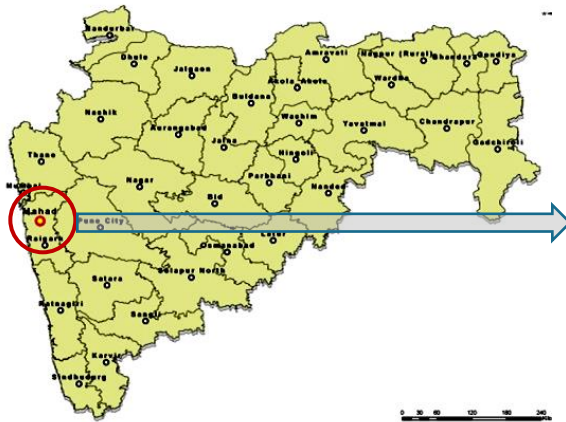 Nandurbar
Dhule
Jalgaon
Amravati
Nagpur (Rural)
Bhandara
Gondiya
Akola
Akola
Wardha
Buldana
Nashik
Aurangabad
Washim
Yavatmal
Chandrapur
Jalna
Gadchiroli
Hingoli
Thane
Parbhani
Nagar
Nanded
Mumbai
Bid
Mahad
Pune City
Raigarh
Latur
Osmanabad
Solapur North
Satara
Ratnagiri
Sangli
Karvir
Sindhudurg
0 30 60 120 180 240